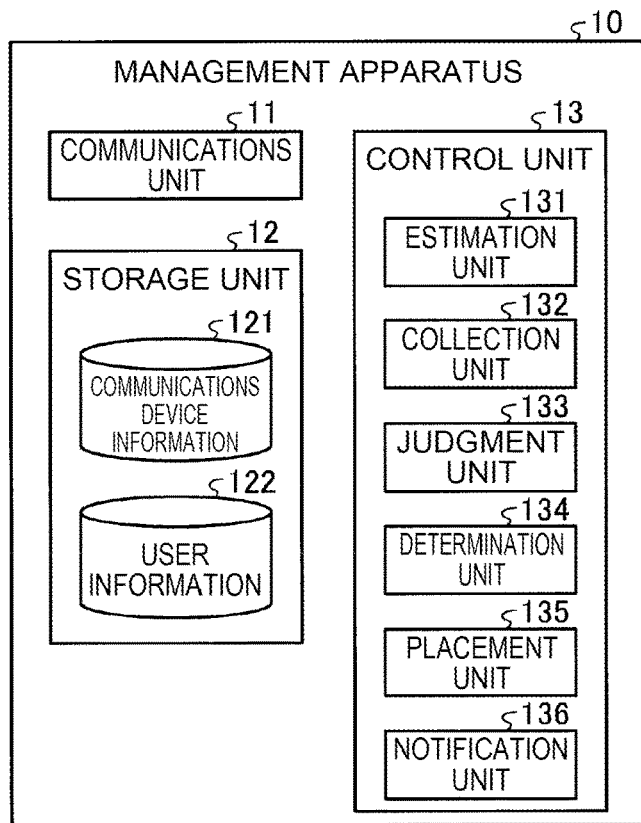 10
MANAGEMENT APPARATUS
11
COMMUNICATIONS
UNIT
12
STORAGE UNIT
121
COMMUNICATIONS
DEVICE
INFORMATION
122
USER
INFORMATION
13
CONTROL UNIT
131
ESTIMATION
UNIT
132
COLLECTION
UNIT
133
JUDGMENT
UNIT
134
DETERMINATION
UNIT
135
PLACEMENT
UNIT
136
NOTIFICATION
UNIT